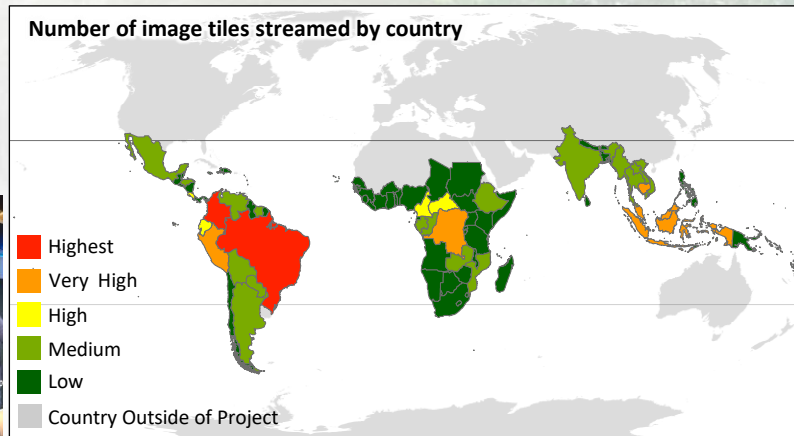 Number of image tiles streamed by country
Highest
Very High
High
Medium
Low
Country Outside of Project